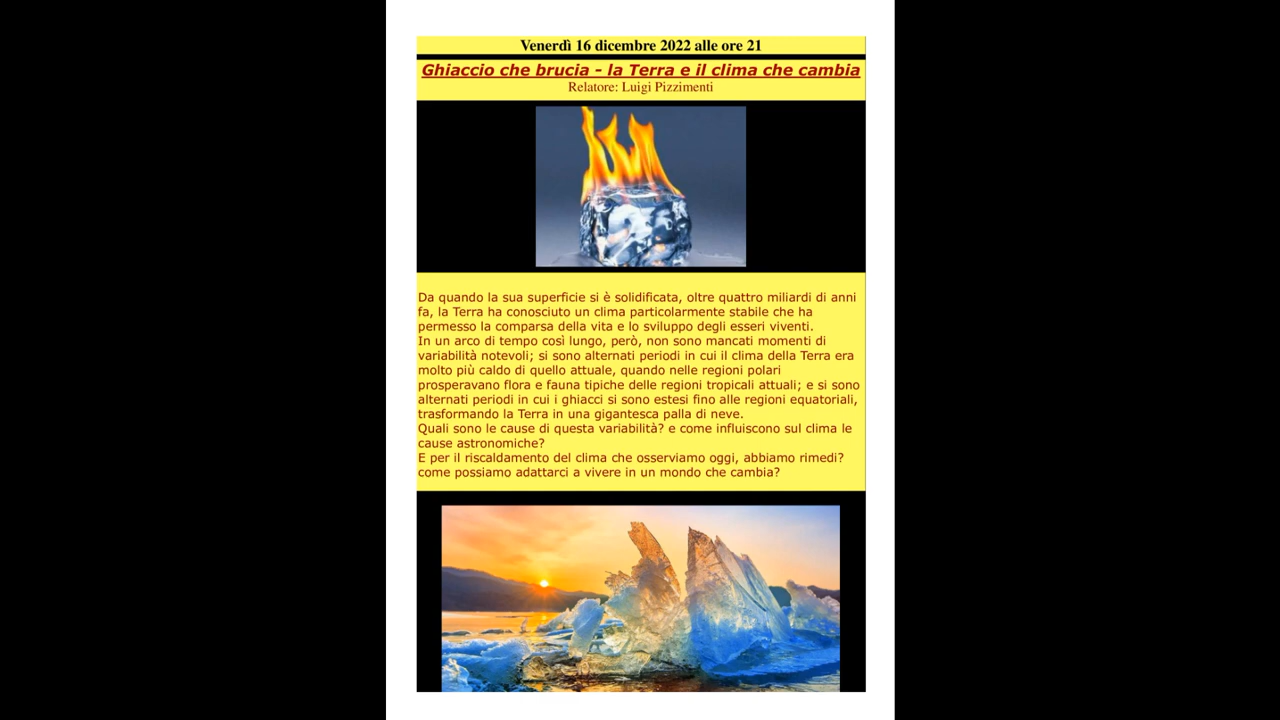 Venerdì 16 dicembre 2022 alle ore 21
Ghiaccio che brucia - la Terra e il clima che cambia
Relatore: Luigi Pizzimenti
Da quando la sua superficie si è solidificata, oltre quattro miliardi di anni
fa, la Terra ha conosciuto un clima particolarmente stabile che ha
permesso la comparsa della vita e lo sviluppo degli esseri viventi.
In un arco di tempo così lungo, però, non sono mancati momenti di
variabilità notevoli; si sono alternati periodi in cui il clima della Terra era
molto più caldo di quello attuale, quando nelle regioni polari
prosperavano flora e fauna tipiche delle regioni tropicali attuali; e si sono
alternati periodi in cui i ghiacci si sono estesi fino alle regioni equatoriali,
trasformando la Terra in una gigantesca palla di neve.
Quali sono le cause di questa variabilità? e come influiscono sul clima le
cause astronomiche?
E per il riscaldamento del clima che osserviamo oggi, abbiamo rimedi?
come possiamo adattarci a vivere in un mondo che cambia?